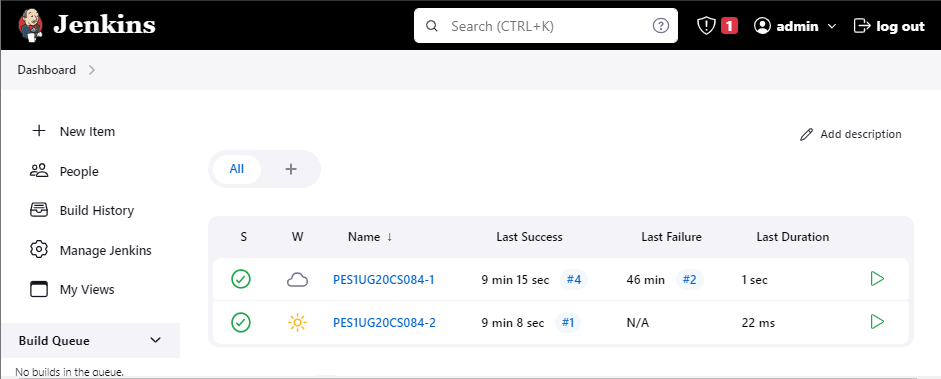 Jenkins
Search (CTRL+K)
1
admin
log out
Dashboard
New Item
People
Build History
Manage Jenkins
My Views
Build Queue
No builds in the queue.
Add description
All +
S W Name ↓ Last Success Last Failure Last Duration
PES1UG20CS084-1 9 min 15 sec #4 46 min #2 1 sec
PES1UG20CS084-2 9 min 8 sec #1 N/A 22 ms